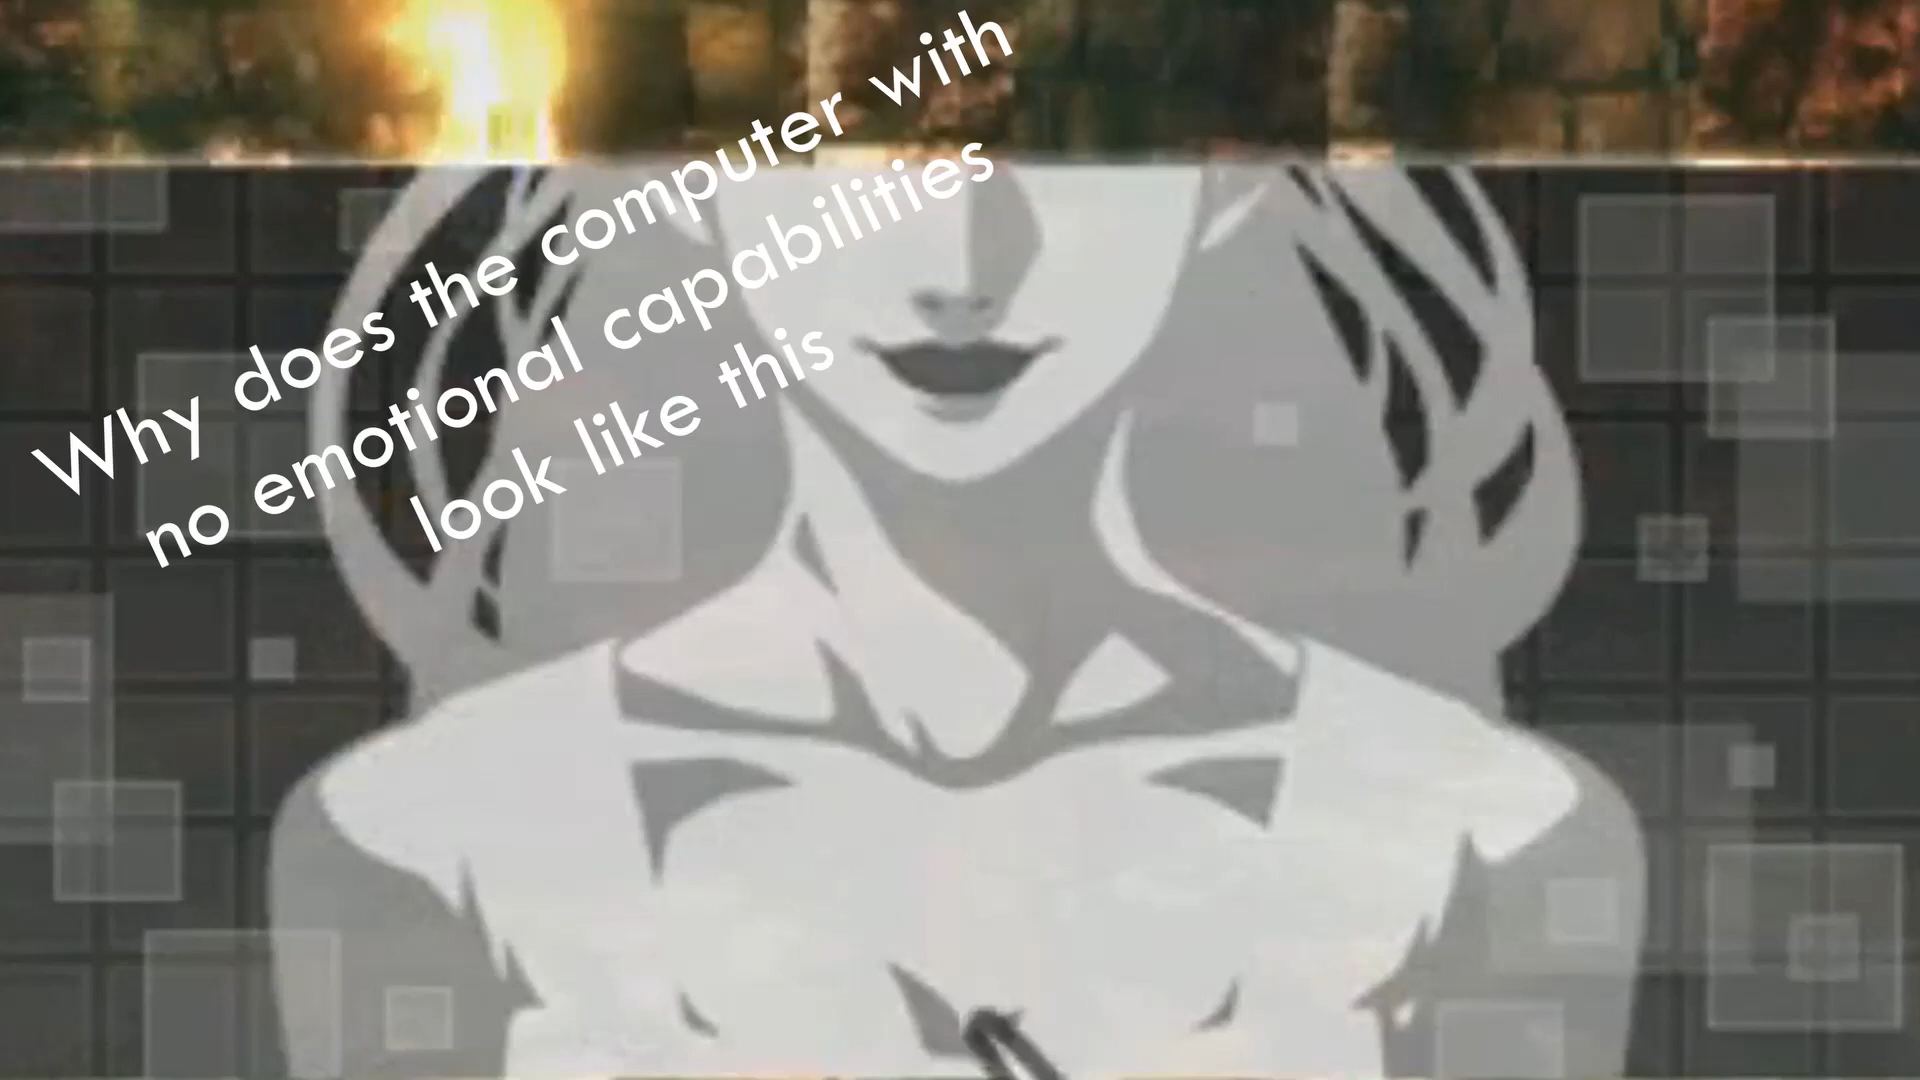 Why does the computer with
no emotional capabilities
look like this